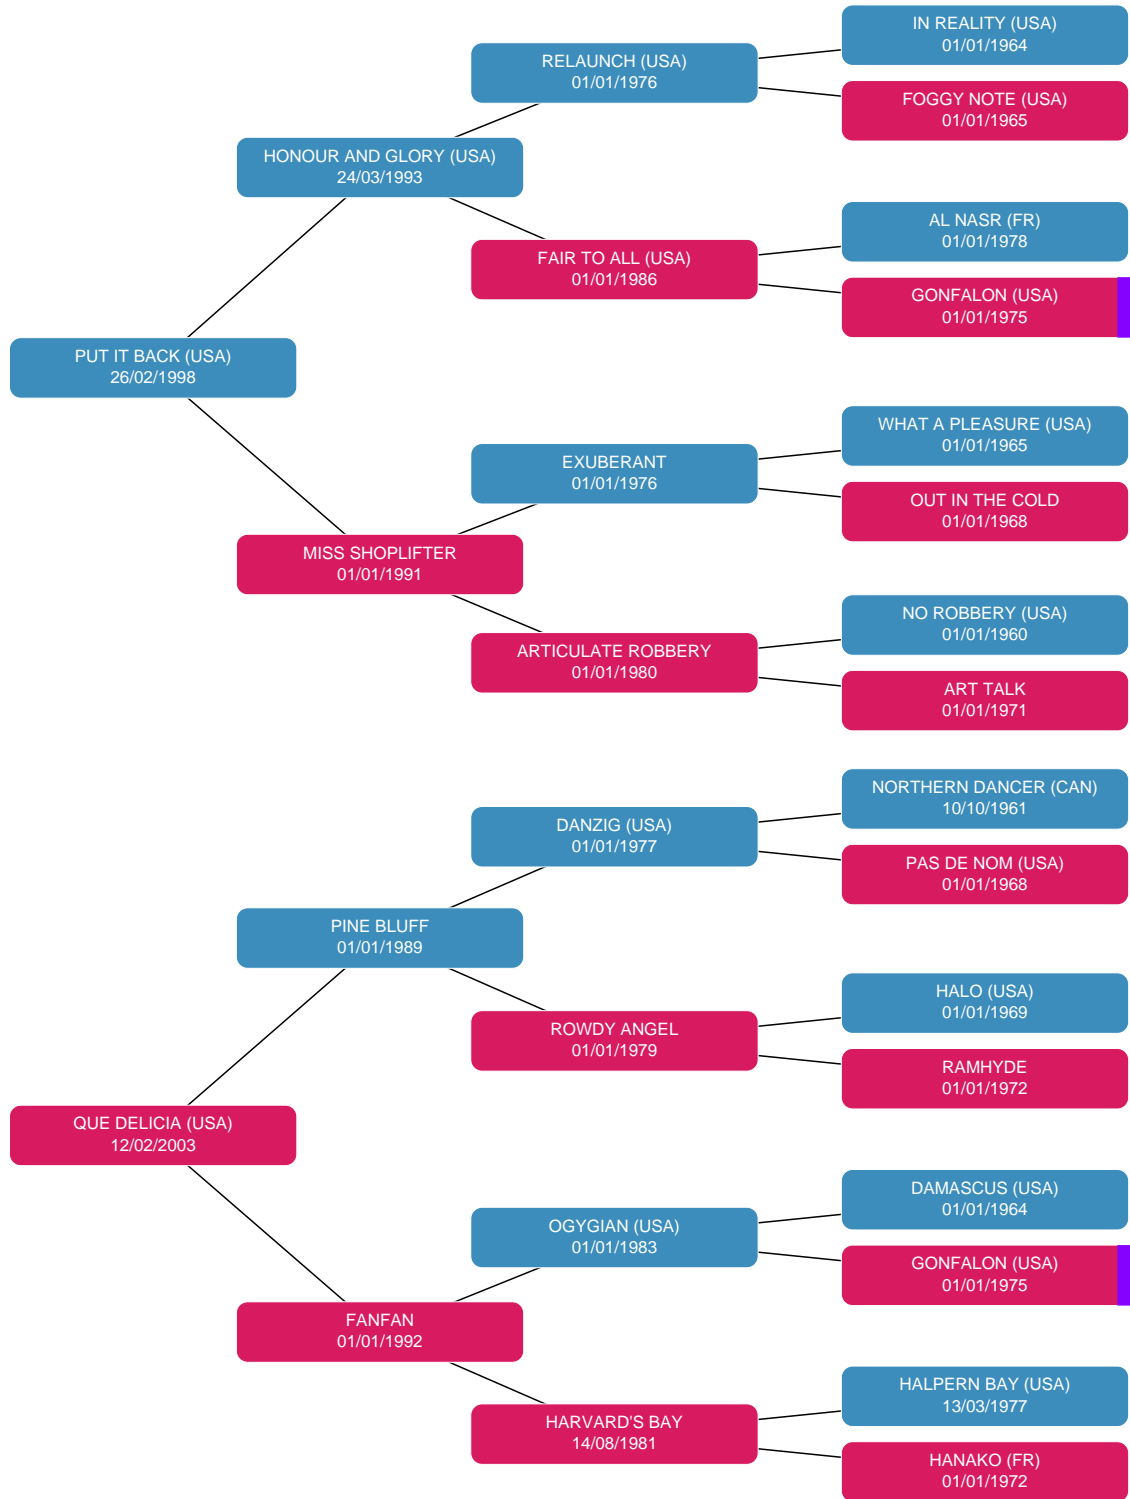 IN REALITY (USA)
01/01/1964
RELAUNCH (USA)
01/01/1976
FOGGY NOTE (USA)
01/01/1965
HONOUR AND GLORY (USA)
24/03/1993
AL NASR (FR)
01/01/1978
FAIR TO ALL (USA)
01/01/1986
GONFALON (USA)
01/01/1975
PUT IT BACK (USA)
26/02/1998
WHAT A PLEASURE (USA)
01/01/1965
EXUBERANT
01/01/1976
OUT IN THE COLD
01/01/1968
MISS SHOPLIFTER
01/01/1991
NO ROBBERY (USA)
01/01/1960
ARTICULATE ROBBERY
01/01/1980
ART TALK
01/01/1971
NORTHERN DANCER (CAN)
10/10/1961
DANZIG (USA)
01/01/1977
PAS DE NOM (USA)
01/01/1968
PINE BLUFF
01/01/1989
HALO (USA)
01/01/1969
ROWDY ANGEL
01/01/1979
RAMHYDE
01/01/1972
QUE DELICIA (USA)
12/02/2003
DAMASCUS (USA)
01/01/1964
OGYGIAN (USA)
01/01/1983
GONFALON (USA)
01/01/1975
FANFAN
01/01/1992
HALPERN BAY (USA)
13/03/1977
HARVARD'S BAY
14/08/1981
HANAKO (FR)
01/01/1972